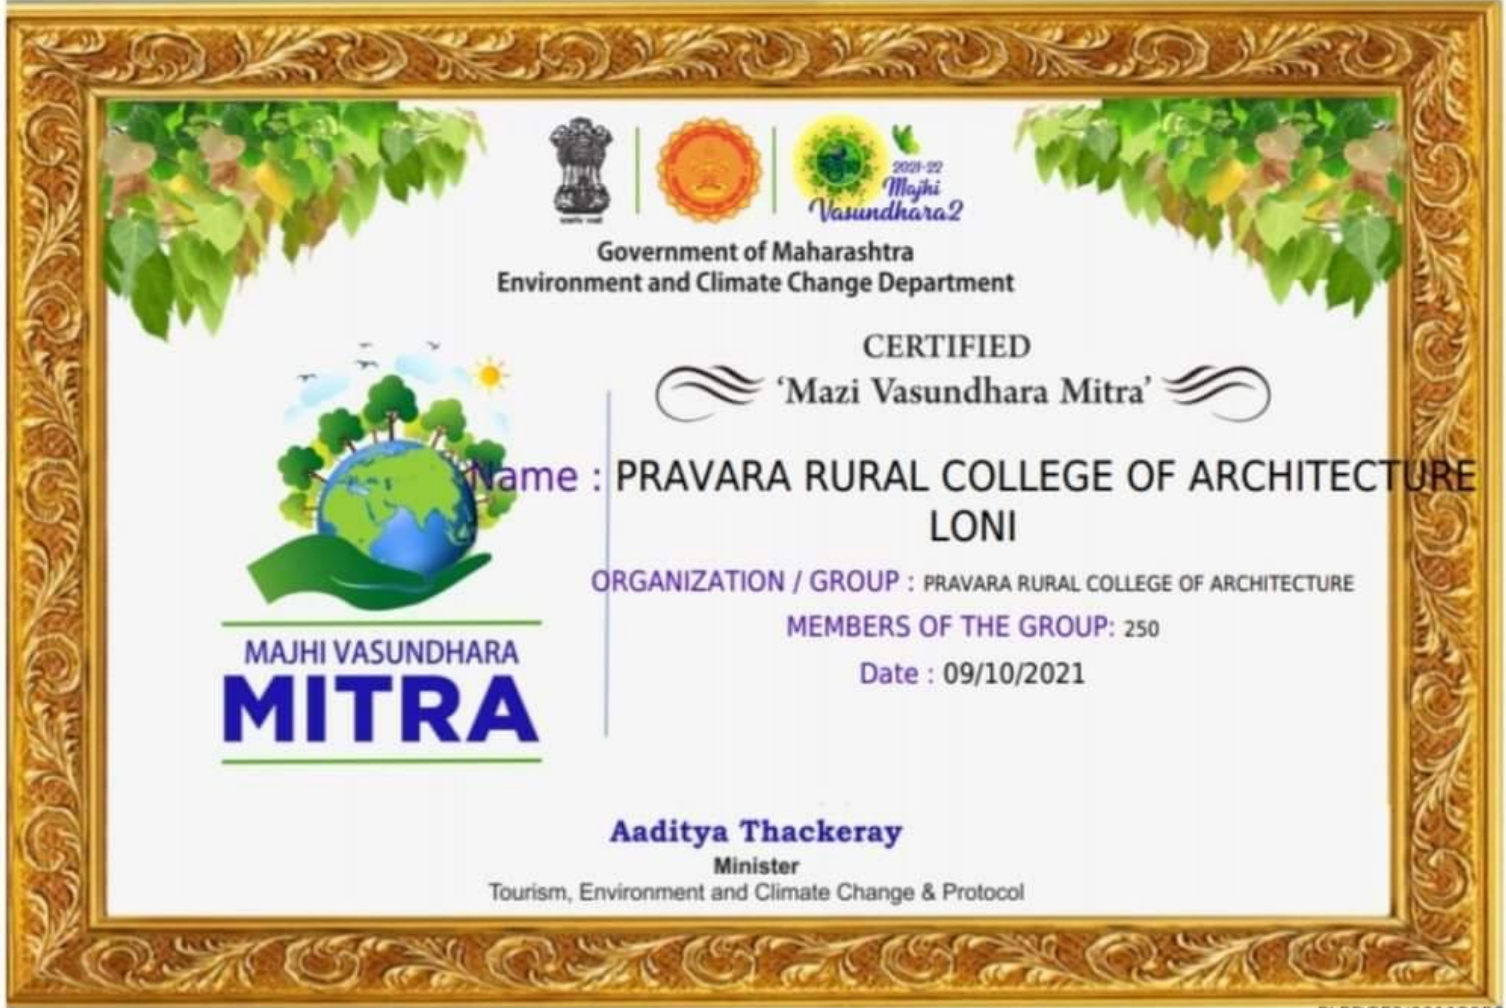 2021-22
Majhi
Vasundhara2
Government of Maharashtra
Environment and Climate Change Department
CERTIFIED
‘Mazi Vasundhara Mitra’
Name : PRAVARA RURAL COLLEGE OF ARCHITECTURE
LONI
ORGANIZATION / GROUP : PRAVARA RURAL COLLEGE OF ARCHITECTURE
MEMBERS OF THE GROUP: 250
Date : 09/10/2021
MAJHI VASUNDHARA
MITRA
Aaditya Thackeray
Minister
Tourism, Environment and Climate Change & Protocol